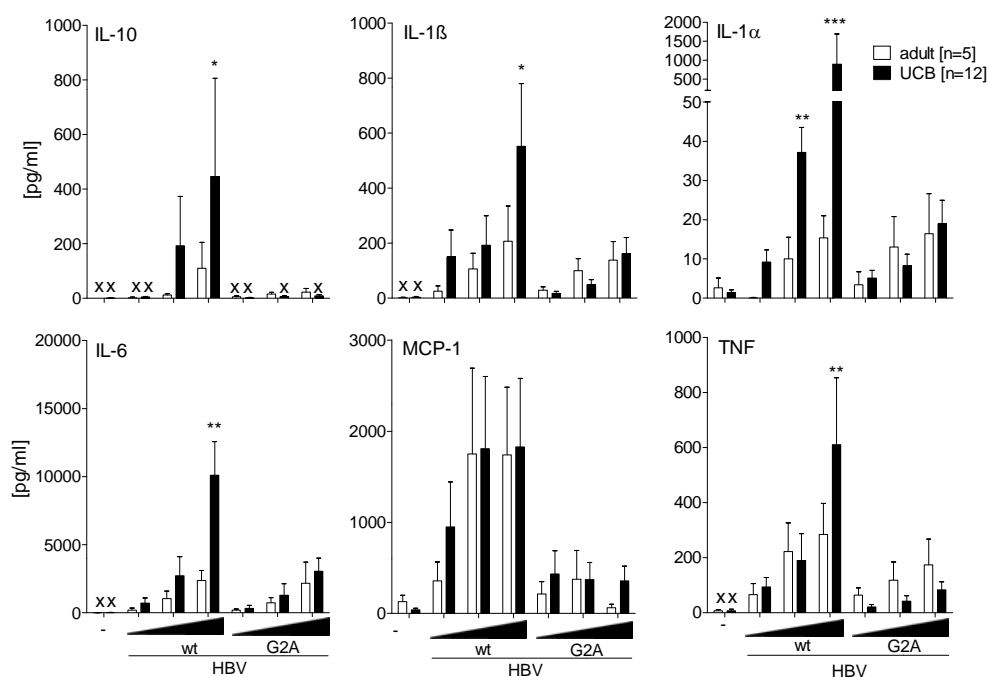 IL-10
[pg/ml]
1000
800
600
400
200
0
*
X X X X X X X X
IL-1ß
1000
800
600
400
200
0
*
X X
IL-1α
2000
1500
1000
500
50
40
30
20
10
0
**
***
adult [n=5]
UCB [n=12]
IL-6
[pg/ml]
20000
15000
10000
5000
0
**
X X
-
wt
G2A
HBV
MCP-1
3000
2000
1000
0
-
wt
G2A
HBV
TNF
1000
800
600
400
200
0
**
X X
-
wt
G2A
HBV